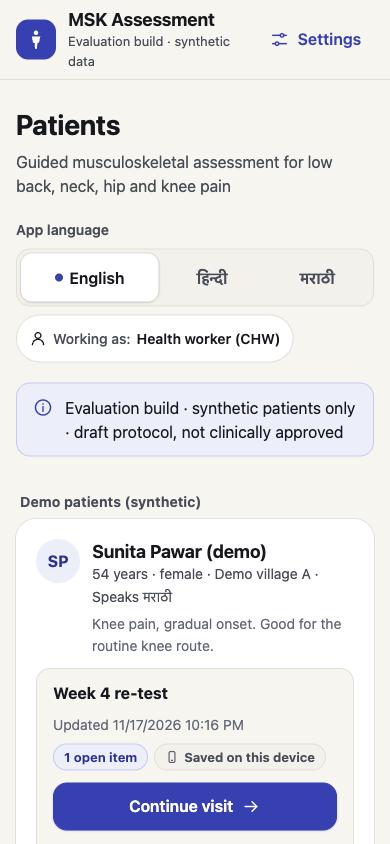 MSK Assessment
Evaluation build · synthetic
data
Settings
Patients
Guided musculoskeletal assessment for low
back, neck, hip and knee pain
App language
English
हिन्दी
मराठी
Working as: Health worker (CHW)
Evaluation build · synthetic patients only
· draft protocol, not clinically approved
Demo patients (synthetic)
SP
Sunita Pawar (demo)
54 years · female · Demo village A ·
Speaks मराठी
Knee pain, gradual onset. Good for the
routine knee route.
Week 4 re-test
Updated 11/17/2026 10:16 PM
1 open item
Saved on this device
Continue visit →